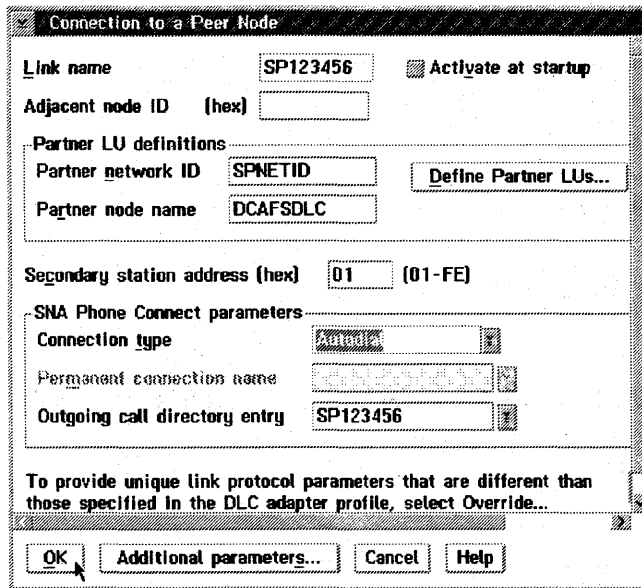 Connection to a Peer Node
Link name SP123456 Activate at startup
Adjacent node ID (hex)
Partner LU definitions
Partner network ID SPNETID Define Partner LUs...
Partner node name DCAFSDLC
Secondary station address (hex) 01 (01-FE)
SNA Phone Connect parameters
Connection type Autodial
Permanent connection name
Outgoing call directory entry SP123456
To provide unique link protocol parameters that are different than
those specified in the DLC adapter profile, select Override...
OK Additional parameters... Cancel Help